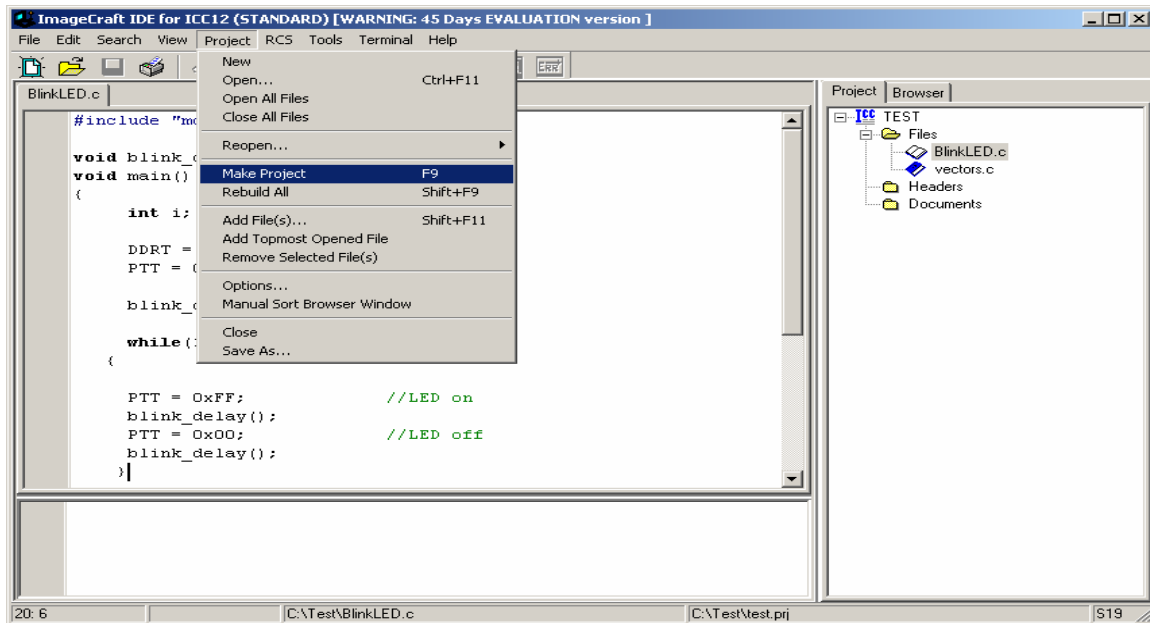 ImageCraft IDE for ICC12 (STANDARD) [WARNING: 45 Days EVALUATION version ]
File Edit Search View Project RCS Tools Terminal Help
New
Open... Ctrl+F11
Open All Files
Close All Files
Reopen...
Make Project F9
Rebuild All Shift+F9
Add File(s)... Shift+F11
Add Topmost Opened File
Remove Selected File(s)
Options...
Manual Sort Browser Window
Close
Save As...
ERR
BlinkLED.c
#include "m
void blink_
void main()
{
int i;
DDRT =
PTT =
blink_
while(
{
PTT = 0xFF; //LED on
blink_delay();
PTT = 0x00; //LED off
blink_delay();
}
Project Browser
ICC TEST
Files
BlinkLED.c
vectors.c
Headers
Documents
20: 6 C:\Test\BlinkLED.c C:\Test\test.prj S19